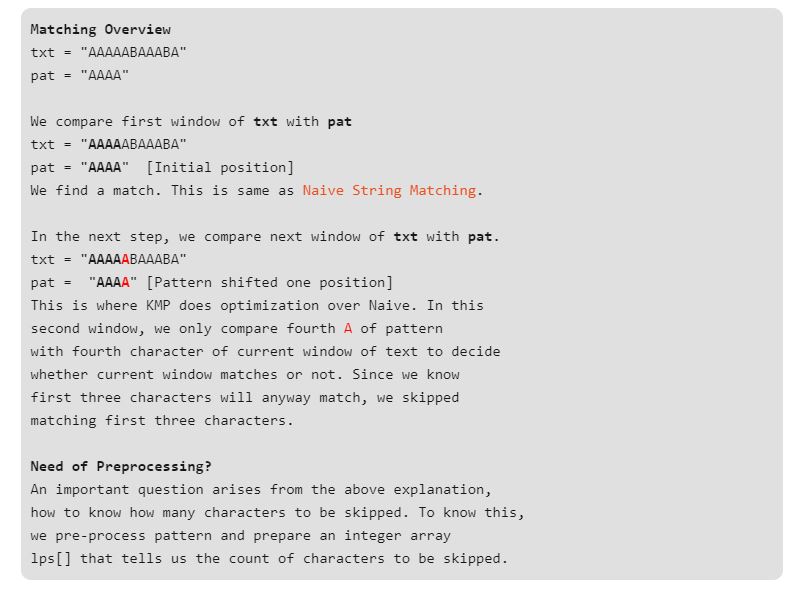 Matching Overview
txt = "AAAAABAAABA"
pat = "AAAA"
We compare first window of txt with pat
txt = "AAAAABAAABA"
pat = "AAAA"  [Initial position]
We find a match. This is same as Naive String Matching.
In the next step, we compare next window of txt with pat.
txt = "AAAAABAAABA"
pat =  "AAAA" [Pattern shifted one position]
This is where KMP does optimization over Naive. In this
second window, we only compare fourth A of pattern
with fourth character of current window of text to decide
whether current window matches or not. Since we know
first three characters will anyway match, we skipped
matching first three characters.
Need of Preprocessing?
An important question arises from the above explanation,
how to know how many characters to be skipped. To know this,
we pre-process pattern and prepare an integer array
lps[] that tells us the count of characters to be skipped.